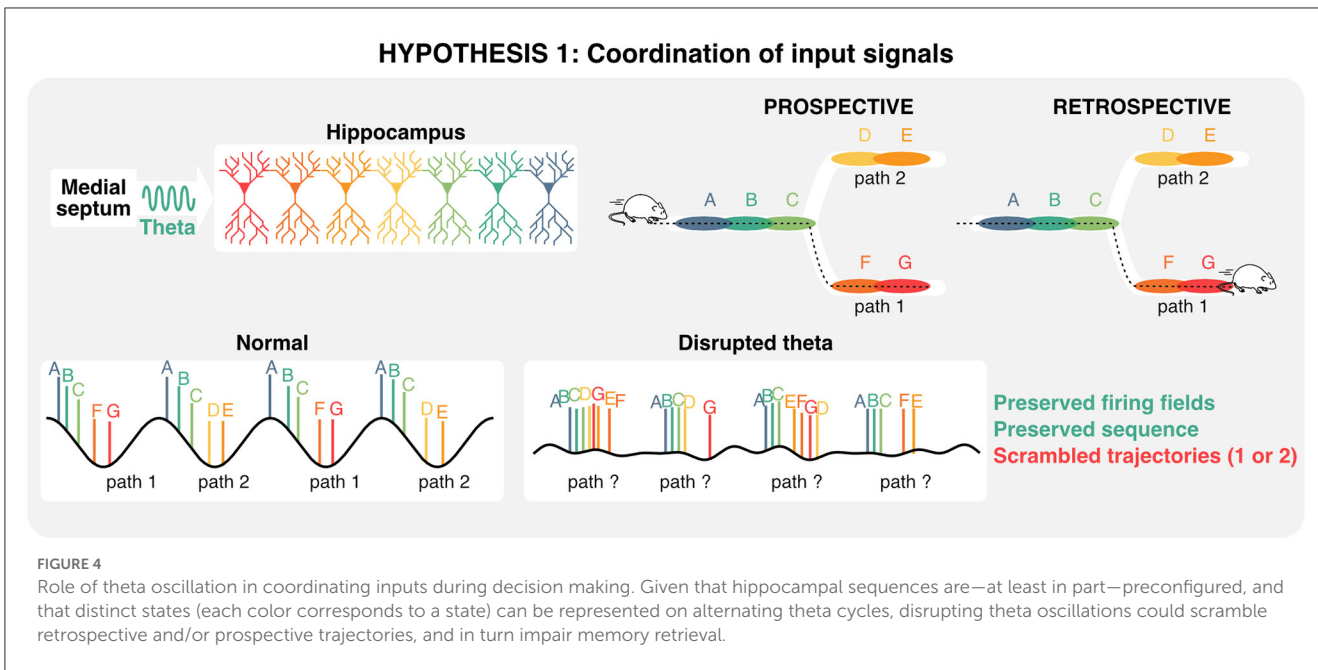 HYPOTHESIS 1: Coordination of input signals
Hippocampus
Medial
septum
Theta
PROSPECTIVE
D E
path 2
A B C
F G
path 1
RETROSPECTIVE
D E
path 2
A B C
F G
path 1
Normal
A B C F G A B C D E A B C F G A B C D E
path 1 path 2 path 1 path 2
Disrupted theta
A B C D G E F A B C D G A B C E F F G D A B C F E
path ? path ? path ? path ?
Preserved firing fields
Preserved sequence
Scrambled trajectories (1 or 2)
FIGURE 4
Role of theta oscillation in coordinating inputs during decision making. Given that hippocampal sequences are—at least in part—preconfigured, and
that distinct states (each color corresponds to a state) can be represented on alternating theta cycles, disrupting theta oscillations could scramble
retrospective and/or prospective trajectories, and in turn impair memory retrieval.